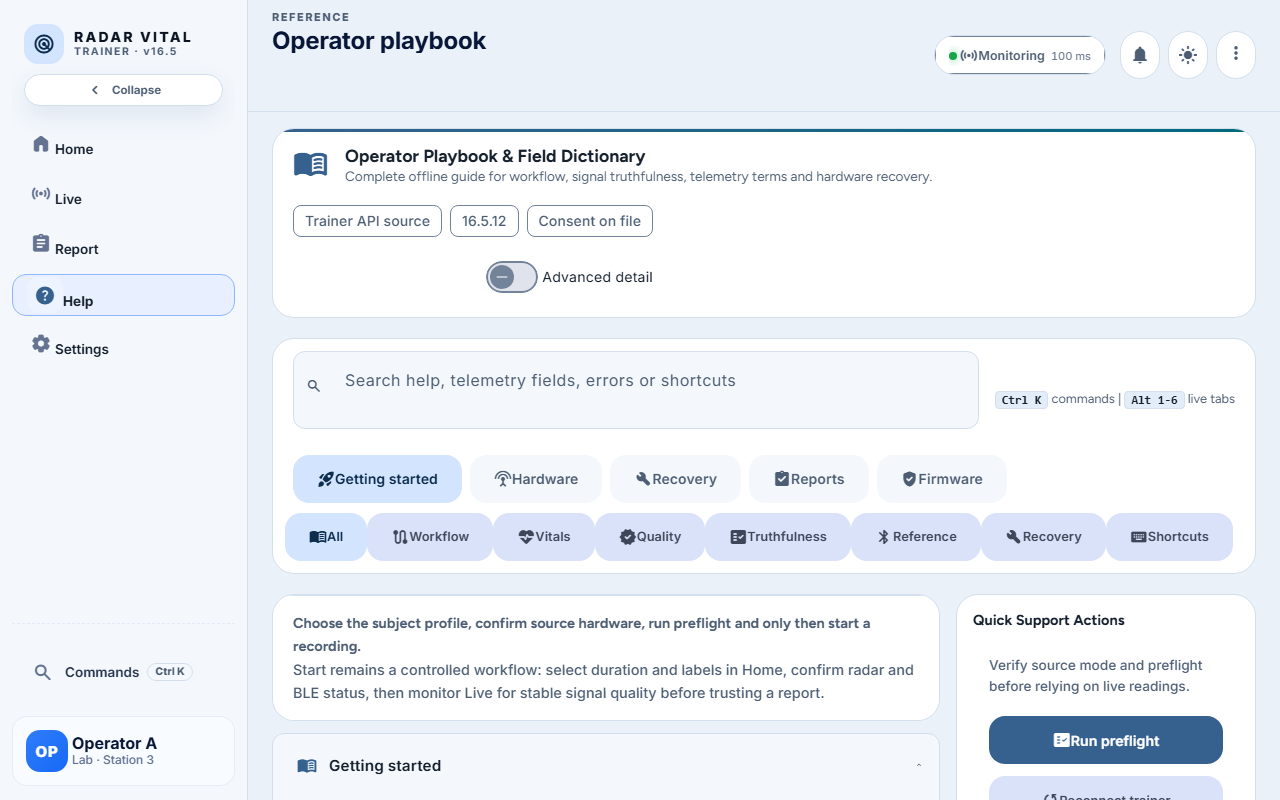 RADAR VITAL
TRAINER · v16.5
Collapse
Home
Live
Report
Help
Settings
Commands Ctrl K
OP
Operator A
Lab · Station 3
REFERENCE
Operator playbook
Monitoring 100 ms
Operator Playbook & Field Dictionary
Complete offline guide for workflow, signal truthfulness, telemetry terms and hardware recovery.
Trainer API source 16.5.12 Consent on file
Advanced detail
Search help, telemetry fields, errors or shortcuts
Ctrl K commands | Alt 1-6 live tabs
Getting started Hardware Recovery Reports Firmware
All Workflow Vitals Quality Truthfulness Reference Recovery Shortcuts
Choose the subject profile, confirm source hardware, run preflight and only then start a
recording.
Start remains a controlled workflow: select duration and labels in Home, confirm radar and
BLE status, then monitor Live for stable signal quality before trusting a report.
Getting started
Quick Support Actions
Verify source mode and preflight
before relying on live readings.
Run preflight
Reconnect trainer